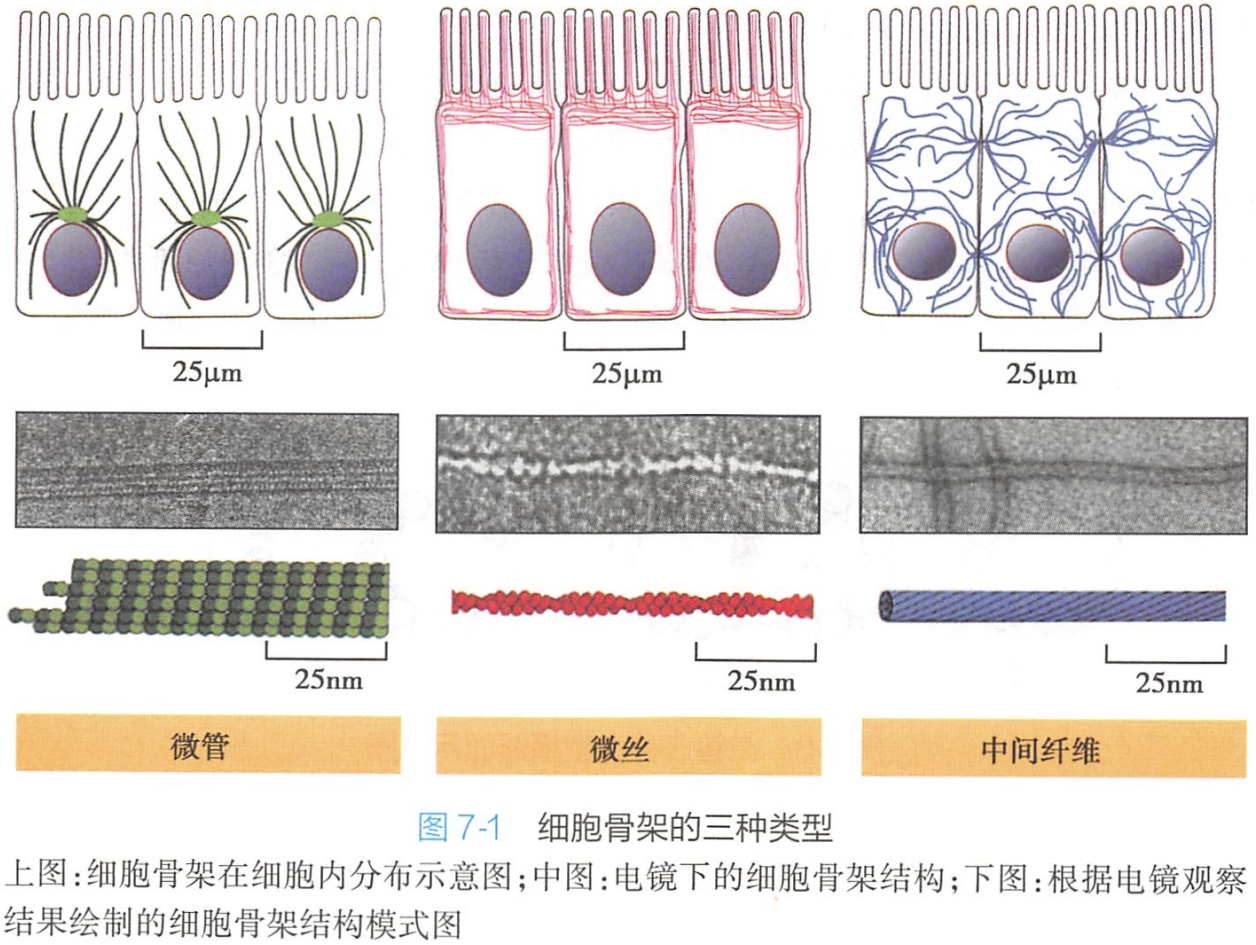 25μm
25μm
25μm
25nm
25nm
25nm
微管
微丝
中间纤维
图 7-1 细胞骨架的三种类型
上图:细胞骨架在细胞内分布示意图;中图:电镜下的细胞骨架结构;下图:根据电镜观察
结果绘制的细胞骨架结构模式图